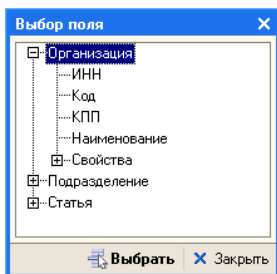 Выбор поля
Организация
ИНН
Код
КПП
Наименование
Свойства
Подразделение
Статья
Выбрать Закрыть